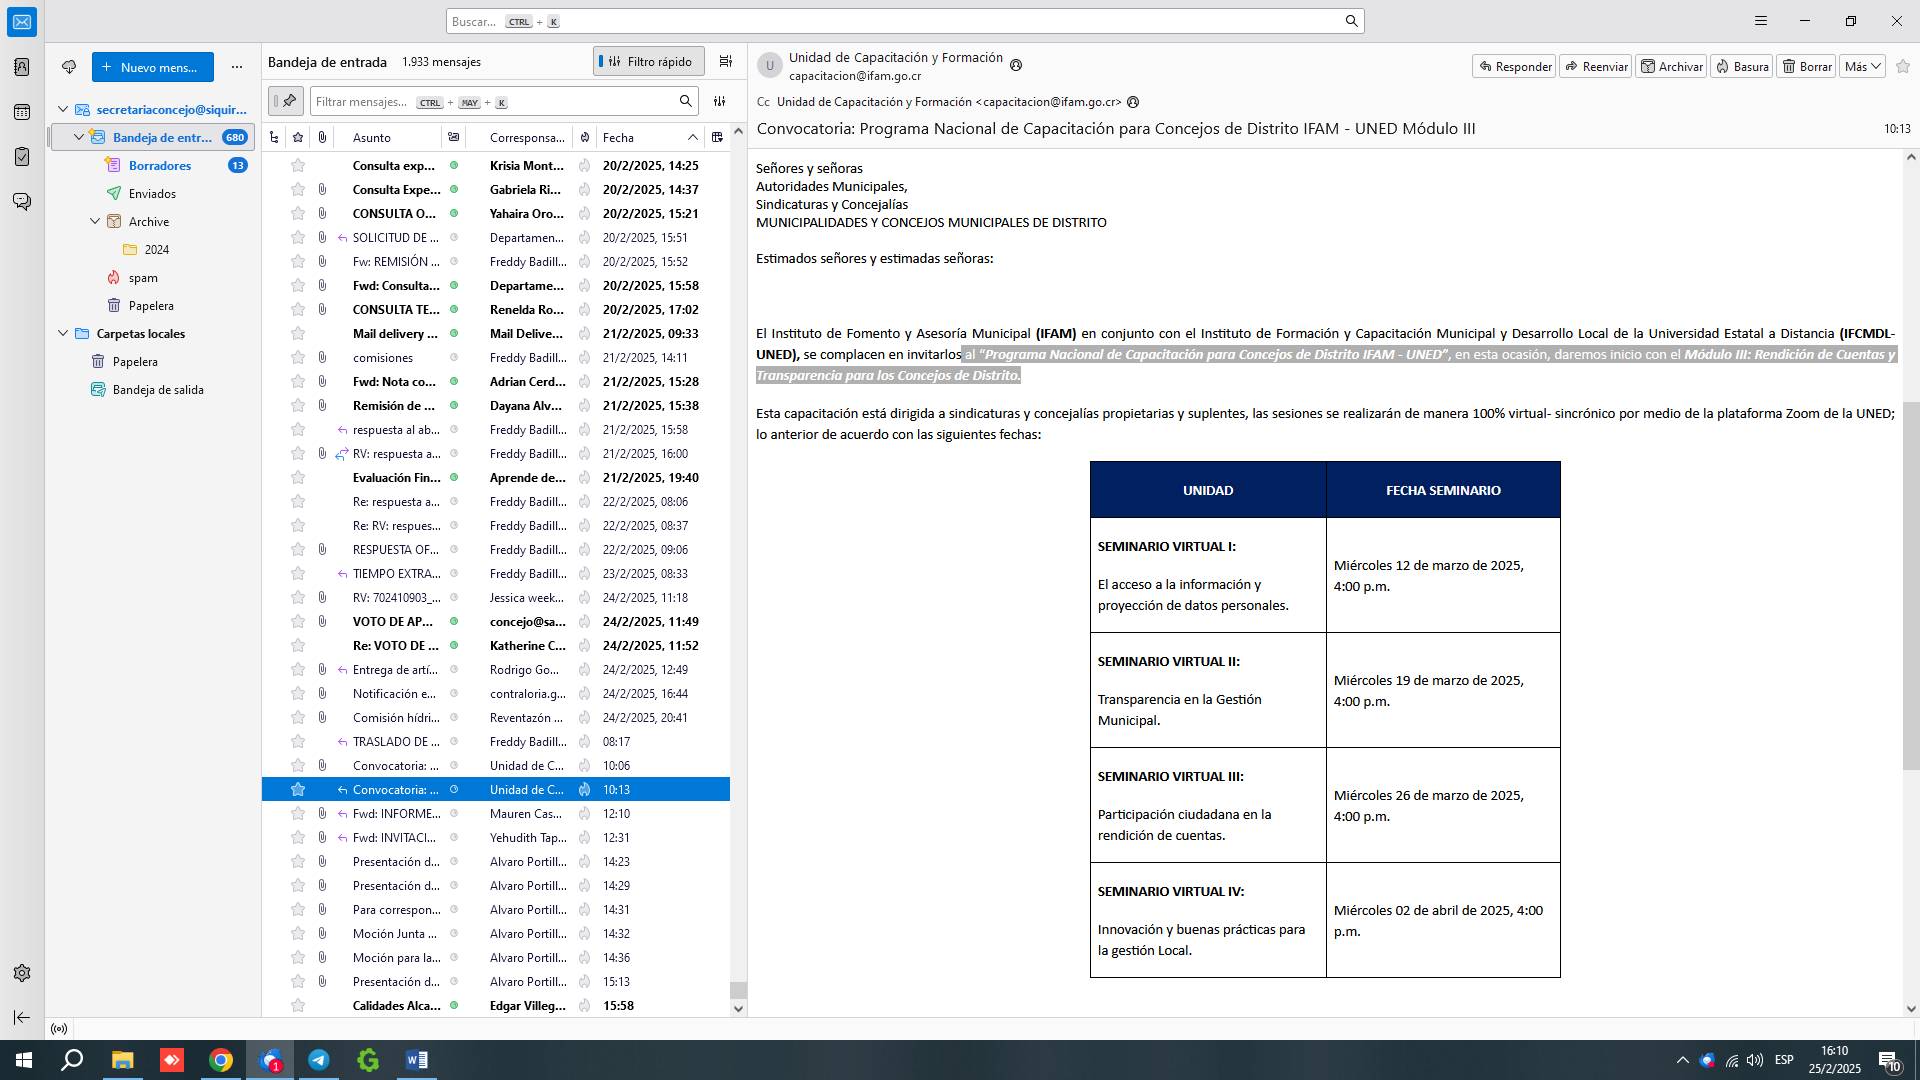 Buscar... CTRL + K
Nuevo mens...
secretariaconcejo@siquir...
Bandeja de entr... 680
Borradores 13
Enviados
Archive
2024
spam
Papelera
Carpetas locales
Papelera
Bandeja de salida
Bandeja de entrada 1.933 mensajes Filtro rápido
Filtrar mensajes... CTRL + MAY + K
Asunto Corresponsa... Fecha
Consulta exp... Krisia Mont... 20/2/2025, 14:25
Consulta Expe... Gabriela Ri... 20/2/2025, 14:37
CONSULTA O... Yahaira Oro... 20/2/2025, 15:21
SOLICITUD DE ... Departamen... 20/2/2025, 15:51
Fw: REMISIÓN ... Freddy Badill... 20/2/2025, 15:52
Fwd: Consulta... Departame... 20/2/2025, 15:58
CONSULTA TE... Renelda Ro... 20/2/2025, 17:02
Mail delivery ... Mail Delive... 21/2/2025, 09:33
comisiones Freddy Badill... 21/2/2025, 14:11
Fwd: Nota co... Adrian Cerd... 21/2/2025, 15:28
Remisión de ... Dayana Alv... 21/2/2025, 15:38
respuesta al ab... Freddy Badill... 21/2/2025, 15:58
RV: respuesta a... Freddy Badill... 21/2/2025, 16:00
Evaluación Fin... Aprende de... 21/2/2025, 19:40
Re: respuesta a... Freddy Badill... 22/2/2025, 08:06
Re: RV: respues... Freddy Badill... 22/2/2025, 08:37
RESPUESTA OF... Freddy Badill... 22/2/2025, 09:06
TIEMPO EXTRA... Freddy Badill... 23/2/2025, 08:33
RV: 702410903_... Jessica week... 24/2/2025, 11:18
VOTO DE AP... concejo@sa... 24/2/2025, 11:49
Re: VOTO DE ... Katherine C... 24/2/2025, 11:52
Entrega de artí... Rodrigo Go... 24/2/2025, 12:49
Notificación e... contraloria.g... 24/2/2025, 16:44
Comisión hídri... Reventazón ... 24/2/2025, 20:41
TRASLADO DE ... Freddy Badill... 08:17
Convocatoria: ... Unidad de C... 10:06
Convocatoria: ... Unidad de C... 10:13
Fwd: INFORME... Mauren Cas... 12:10
Fwd: INVITACI... Yehudith Tap... 12:31
Presentación d... Alvaro Portill... 14:23
Presentación d... Alvaro Portill... 14:29
Para correspon... Alvaro Portill... 14:31
Moción Junta ... Alvaro Portill... 14:32
Moción para la... Alvaro Portill... 14:36
Presentación d... Alvaro Portill... 15:13
Calidades Alca... Edgar Villeg... 15:58
U
Unidad de Capacitación y Formación
capacitacion@ifam.go.cr
Responder Reenviar Archivar Basura Borrar Más
Cc Unidad de Capacitación y Formación <capacitacion@ifam.go.cr>
Convocatoria: Programa Nacional de Capacitación para Concejos de Distrito IFAM - UNED Módulo III 10:13
Señores y señoras
Autoridades Municipales,
Sindicaturas y Concejalías
MUNICIPALIDADES Y CONCEJOS MUNICIPALES DE DISTRITO
Estimados señores y estimadas señoras:
El Instituto de Fomento y Asesoría Municipal (IFAM) en conjunto con el Instituto de Formación y Capacitación Municipal y Desarrollo Local de la Universidad Estatal a Distancia (IFCMDL-
UNED), se complacen en invitarlos al "Programa Nacional de Capacitación para Concejos de Distrito IFAM - UNED", en esta ocasión, daremos inicio con el Módulo III: Rendición de Cuentas y
Transparencia para los Concejos de Distrito.
Esta capacitación está dirigida a sindicaturas y concejalías propietarias y suplentes, las sesiones se realizarán de manera 100% virtual- sincrónico por medio de la plataforma Zoom de la UNED;
lo anterior de acuerdo con las siguientes fechas:
UNIDAD FECHA SEMINARIO
SEMINARIO VIRTUAL I:
El acceso a la información y
proyección de datos personales.
Miércoles 12 de marzo de 2025,
4:00 p.m.
SEMINARIO VIRTUAL II:
Transparencia en la Gestión
Municipal.
Miércoles 19 de marzo de 2025,
4:00 p.m.
SEMINARIO VIRTUAL III:
Participación ciudadana en la
rendición de cuentas.
Miércoles 26 de marzo de 2025,
4:00 p.m.
SEMINARIO VIRTUAL IV:
Innovación y buenas prácticas para
la gestión Local.
Miércoles 02 de abril de 2025, 4:00
p.m.
1
ESP
16:10
25/2/2025
10